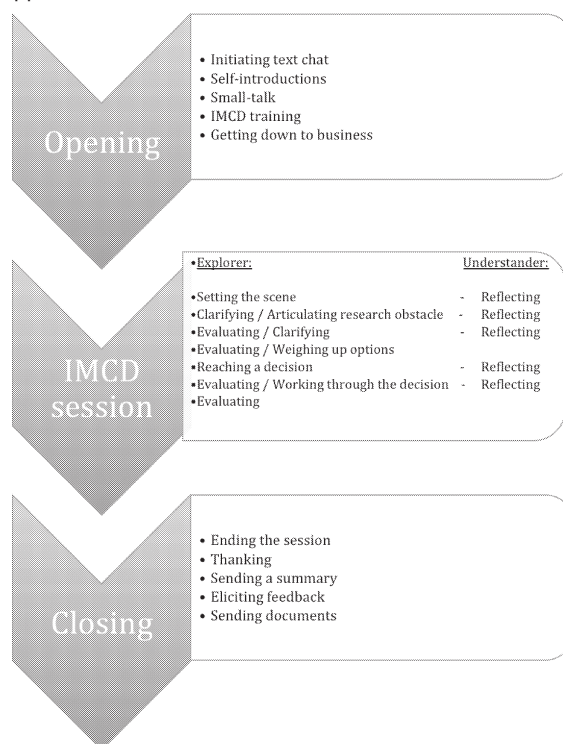 Opening
• Initiating text chat
• Self-introductions
• Small-talk
• IMCD training
• Getting down to business
IMCD
session
•Explorer: Understander:
•Setting the scene - Reflecting
•Clarifying / Articulating research obstacle - Reflecting
•Evaluating / Clarifying - Reflecting
•Evaluating / Weighing up options
•Reaching a decision - Reflecting
•Evaluating / Working through the decision - Reflecting
•Evaluating
Closing
• Ending the session
• Thanking
• Sending a summary
• Eliciting feedback
• Sending documents